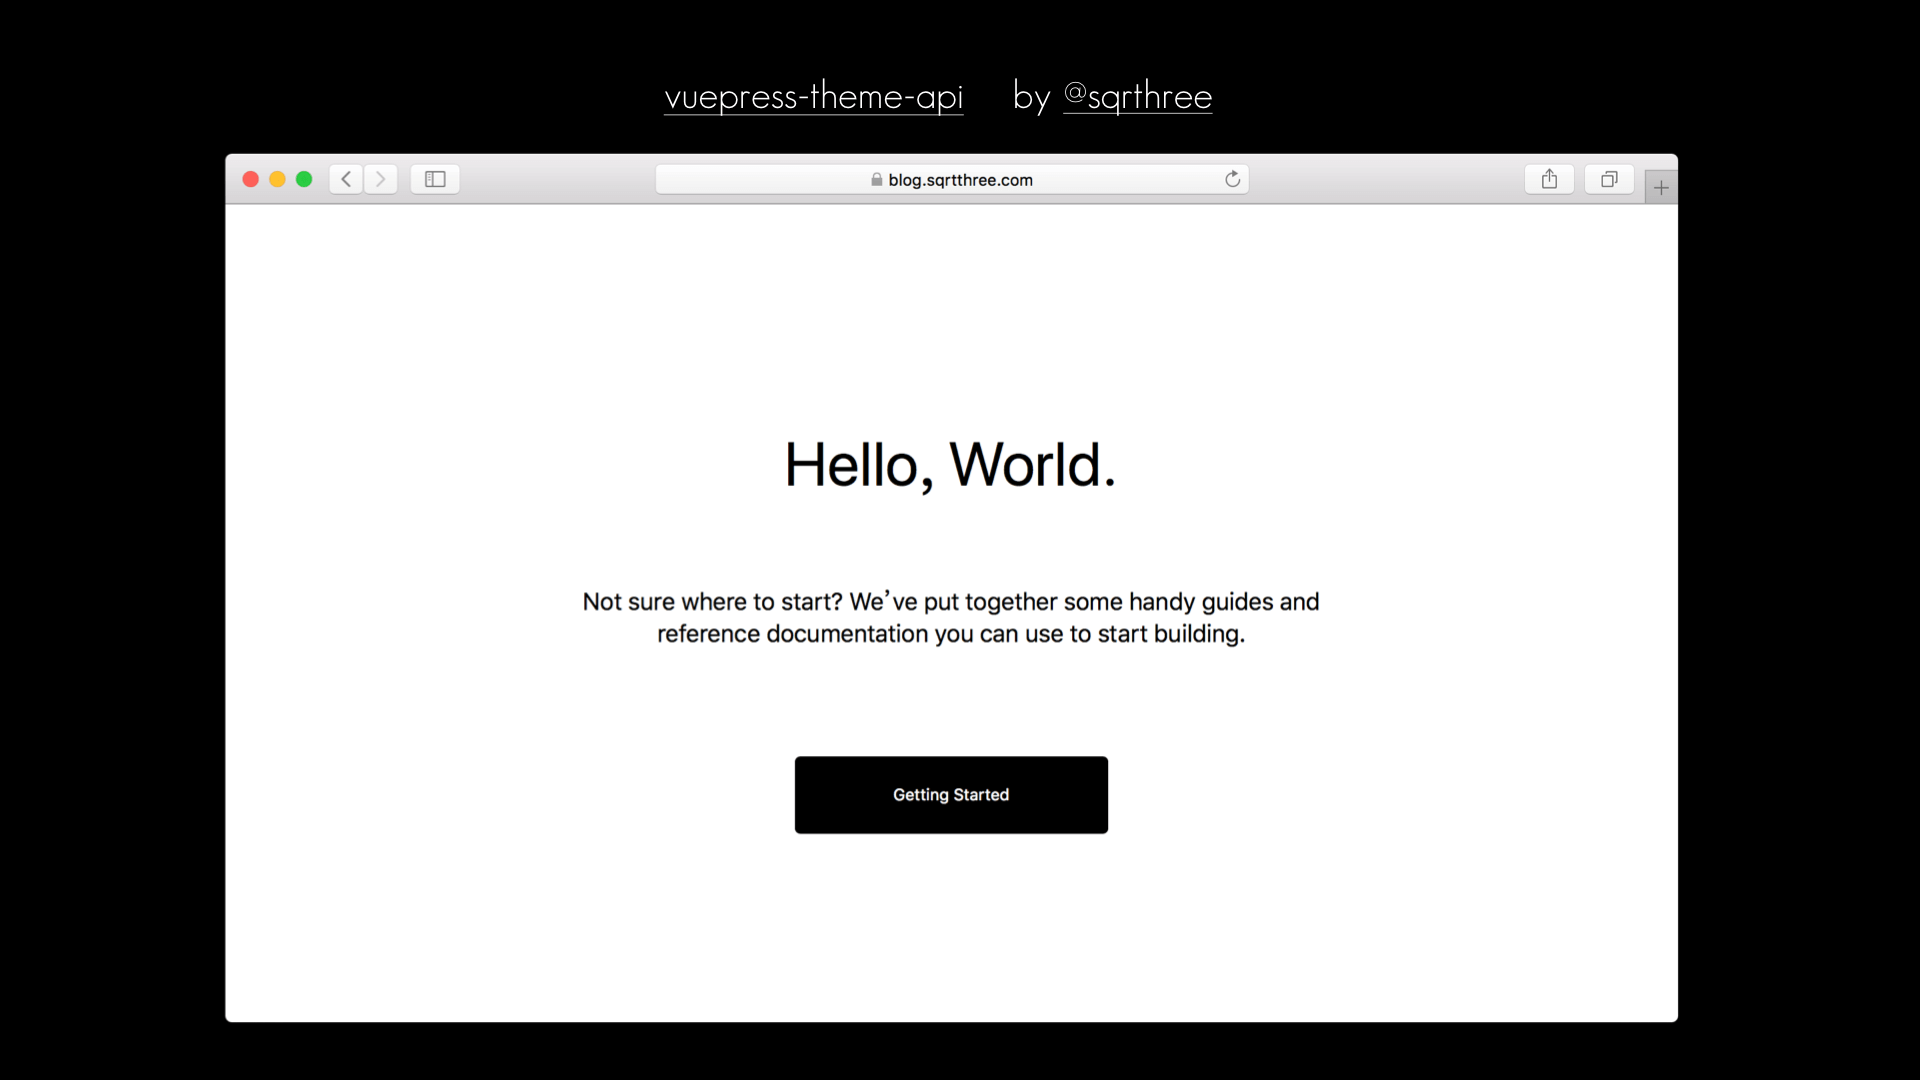 vuepress-theme-api by @sqrthree
blog.sqrtthree.com
Hello, World.
Not sure where to start? We’ve put together some handy guides and
reference documentation you can use to start building.
Getting Started